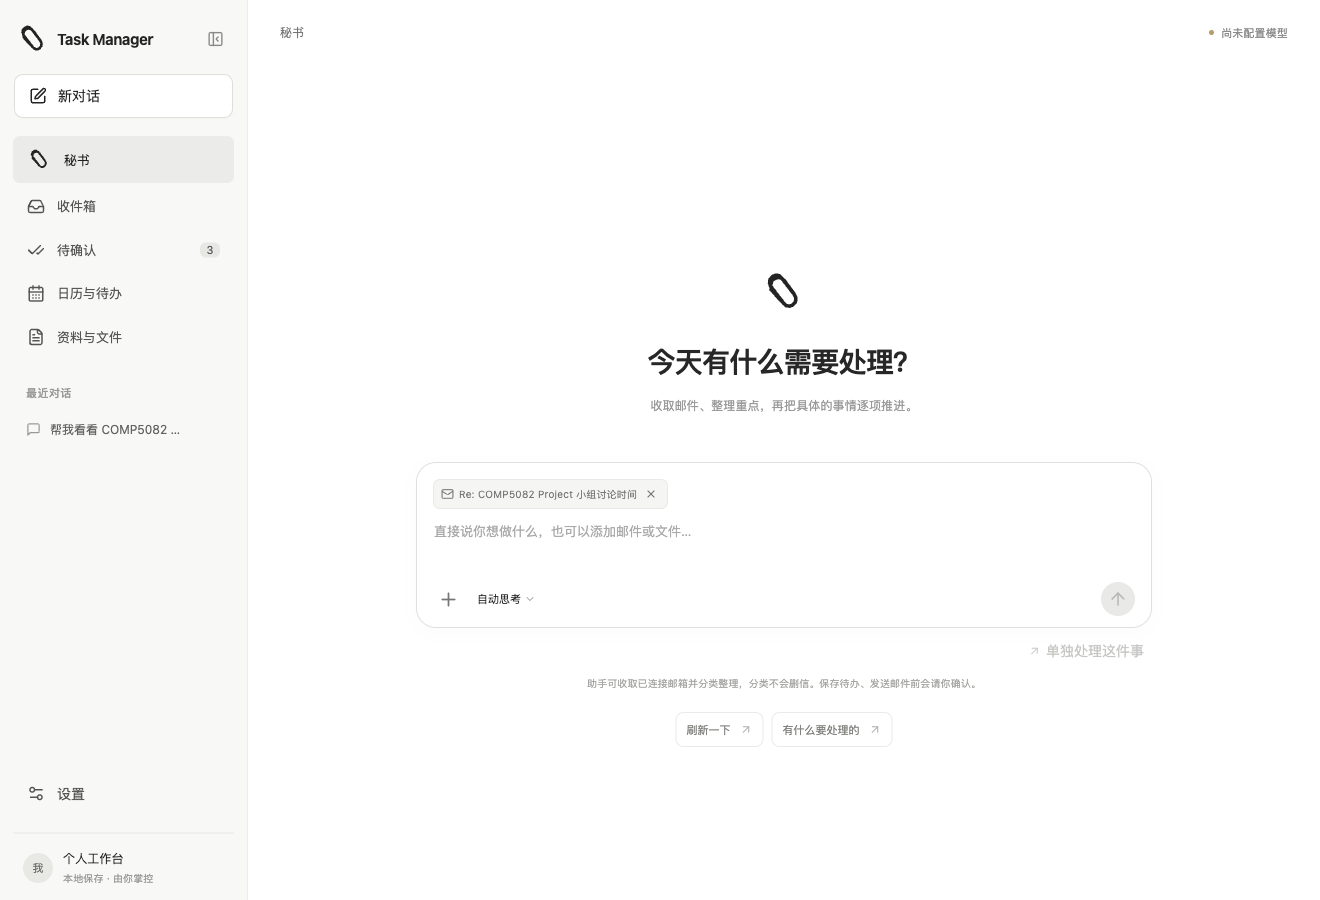 Task Manager
新对话
秘书
收件箱
待确认 3
日历与待办
资料与文件
最近对话
帮我看看 COMP5082 ...
设置
我
个人工作台
本地保存 · 由你掌控
秘书
尚未配置模型
今天有什么需要处理?
收取邮件、整理重点，再把具体的事情逐项推进。
Re: COMP5082 Project 小组讨论时间
直接说你想做什么，也可以添加邮件或文件...
自动思考
单独处理这件事
助手可收取已连接邮箱并分类整理，分类不会删信。保存待办、发送邮件前会请你确认。
刷新一下
有什么要处理的